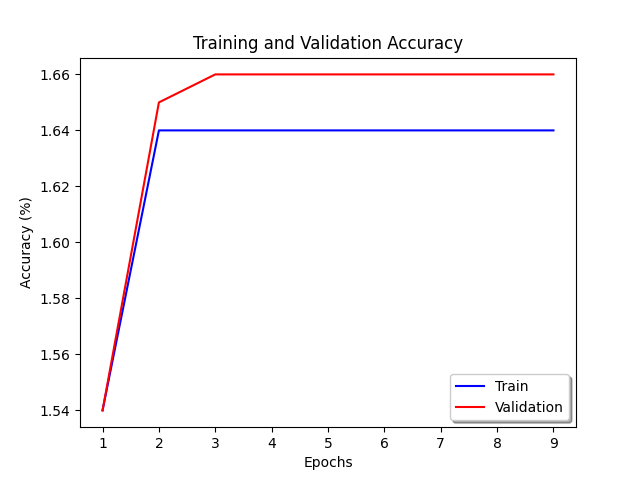 Training and Validation Accuracy
Accuracy (%)
1.66
1.64
1.62
1.60
1.58
1.56
1.54
Train
Validation
1 2 3 4 5 6 7 8 9
Epochs